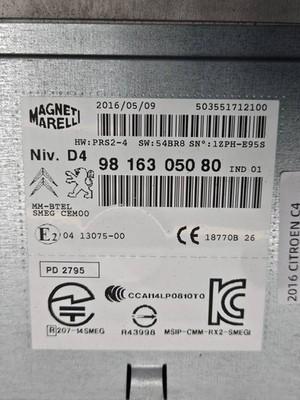 MAGNETI
MARELLI
2016/05/09 503551712100
HW:PRS2-4 SW:54BR8 SN°:1ZPH-E95S
Niv. D4 98 163 050 80 IND 01
MM-BTEL
SMEG CEM00
E2 04 13075-00 CE 18770B 26
PD 2795
CCAI14LP0810T0
R 207-14SMEG
R43998
MSIP-CMM-RX2-SMEGI
2016 CITROEN C4